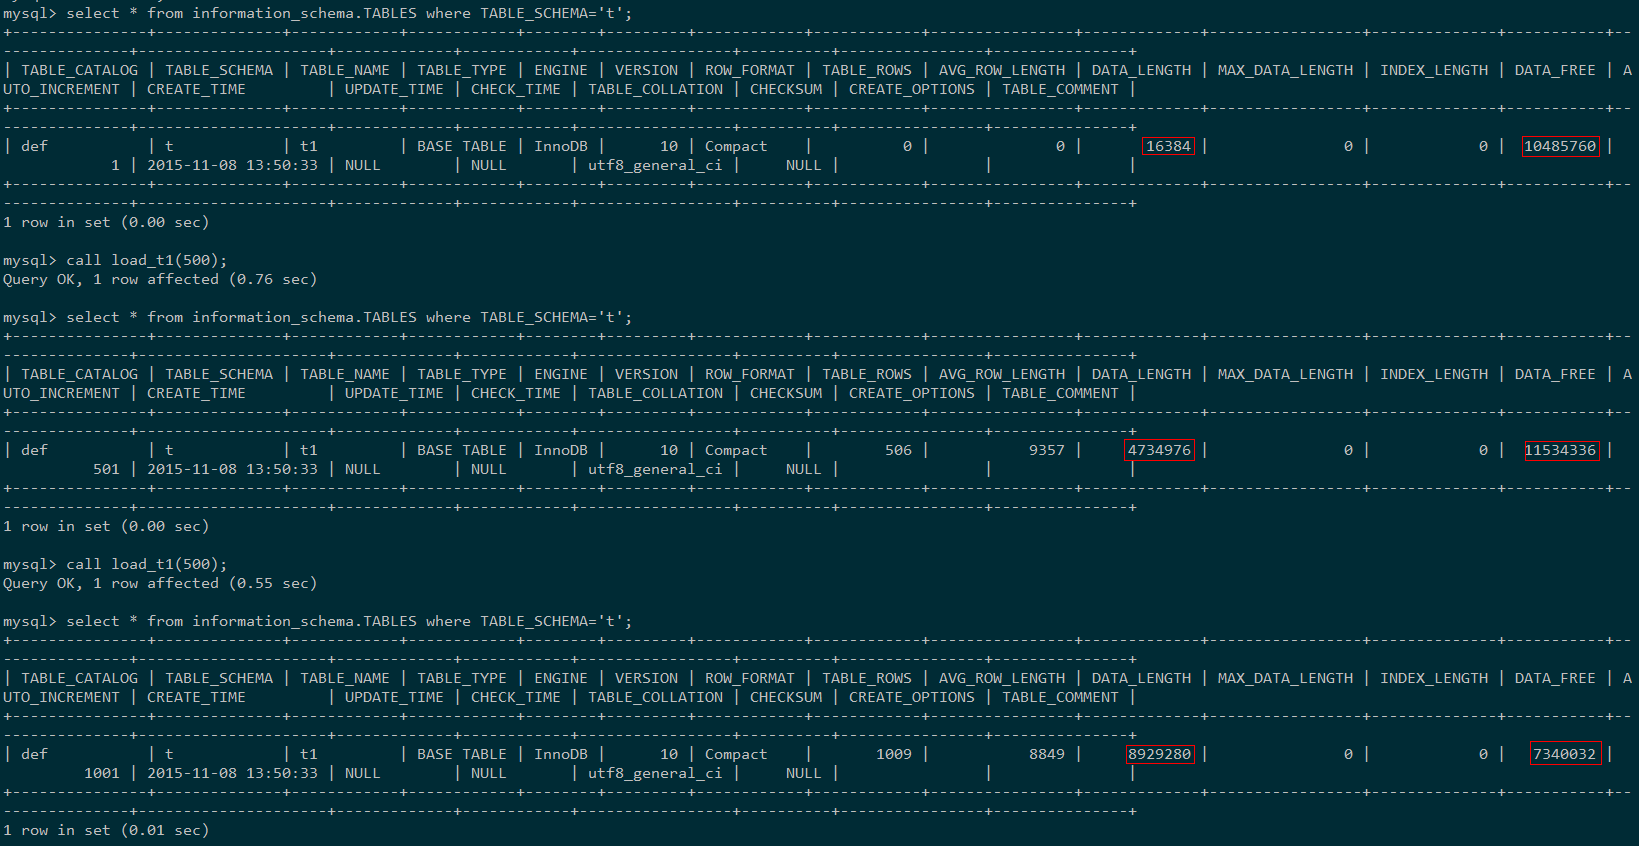 mysql> select * from information_schema.TABLES where TABLE_SCHEMA='t';
+---------------+--------------+------------+------------+--------+---------+------------+------------+----------------+-------------+-----------------+--------------+-----------+--
--------------+---------------------+-------------+------------+-----------------+----------+----------------+---------------+
| TABLE_CATALOG | TABLE_SCHEMA | TABLE_NAME | TABLE_TYPE | ENGINE | VERSION | ROW_FORMAT | TABLE_ROWS | AVG_ROW_LENGTH | DATA_LENGTH | MAX_DATA_LENGTH | INDEX_LENGTH | DATA_FREE | A
UTO_INCREMENT | CREATE_TIME         | UPDATE_TIME | CHECK_TIME | TABLE_COLLATION | CHECKSUM | CREATE_OPTIONS | TABLE_COMMENT |
+---------------+--------------+------------+------------+--------+---------+------------+------------+----------------+-------------+-----------------+--------------+-----------+--
--------------+---------------------+-------------+------------+-----------------+----------+----------------+---------------+
| def           | t            | t1         | BASE TABLE | InnoDB |      10 | Compact    |          0 |              0 |       16384 |               0 |            0 |  10485760 |
            1 | 2015-11-08 13:50:33 | NULL        | NULL       | utf8_general_ci |     NULL |                |               |
+---------------+--------------+------------+------------+--------+---------+------------+------------+----------------+-------------+-----------------+--------------+-----------+--
--------------+---------------------+-------------+------------+-----------------+----------+----------------+---------------+
1 row in set (0.00 sec)
mysql> call load_t1(500);
Query OK, 1 row affected (0.76 sec)
mysql> select * from information_schema.TABLES where TABLE_SCHEMA='t';
+---------------+--------------+------------+------------+--------+---------+------------+------------+----------------+-------------+-----------------+--------------+-----------+--
--------------+---------------------+-------------+------------+-----------------+----------+----------------+---------------+
| TABLE_CATALOG | TABLE_SCHEMA | TABLE_NAME | TABLE_TYPE | ENGINE | VERSION | ROW_FORMAT | TABLE_ROWS | AVG_ROW_LENGTH | DATA_LENGTH | MAX_DATA_LENGTH | INDEX_LENGTH | DATA_FREE | A
UTO_INCREMENT | CREATE_TIME         | UPDATE_TIME | CHECK_TIME | TABLE_COLLATION | CHECKSUM | CREATE_OPTIONS | TABLE_COMMENT |
+---------------+--------------+------------+------------+--------+---------+------------+------------+----------------+-------------+-----------------+--------------+-----------+--
--------------+---------------------+-------------+------------+-----------------+----------+----------------+---------------+
| def           | t            | t1         | BASE TABLE | InnoDB |      10 | Compact    |        506 |           9357 |     4734976 |               0 |            0 |  11534336 |
          501 | 2015-11-08 13:50:33 | NULL        | NULL       | utf8_general_ci |     NULL |                |               |
+---------------+--------------+------------+------------+--------+---------+------------+------------+----------------+-------------+-----------------+--------------+-----------+--
--------------+---------------------+-------------+------------+-----------------+----------+----------------+---------------+
1 row in set (0.00 sec)
mysql> call load_t1(500);
Query OK, 1 row affected (0.55 sec)
mysql> select * from information_schema.TABLES where TABLE_SCHEMA='t';
+---------------+--------------+------------+------------+--------+---------+------------+------------+----------------+-------------+-----------------+--------------+-----------+--
--------------+---------------------+-------------+------------+-----------------+----------+----------------+---------------+
| TABLE_CATALOG | TABLE_SCHEMA | TABLE_NAME | TABLE_TYPE | ENGINE | VERSION | ROW_FORMAT | TABLE_ROWS | AVG_ROW_LENGTH | DATA_LENGTH | MAX_DATA_LENGTH | INDEX_LENGTH | DATA_FREE | A
UTO_INCREMENT | CREATE_TIME         | UPDATE_TIME | CHECK_TIME | TABLE_COLLATION | CHECKSUM | CREATE_OPTIONS | TABLE_COMMENT |
+---------------+--------------+------------+------------+--------+---------+------------+------------+----------------+-------------+-----------------+--------------+-----------+--
--------------+---------------------+-------------+------------+-----------------+----------+----------------+---------------+
| def           | t            | t1         | BASE TABLE | InnoDB |      10 | Compact    |       1009 |           8849 |     8929280 |               0 |            0 |   7340032 |
         1001 | 2015-11-08 13:50:33 | NULL        | NULL       | utf8_general_ci |     NULL |                |               |
+---------------+--------------+------------+------------+--------+---------+------------+------------+----------------+-------------+-----------------+--------------+-----------+--
--------------+---------------------+-------------+------------+-----------------+----------+----------------+---------------+
1 row in set (0.01 sec)